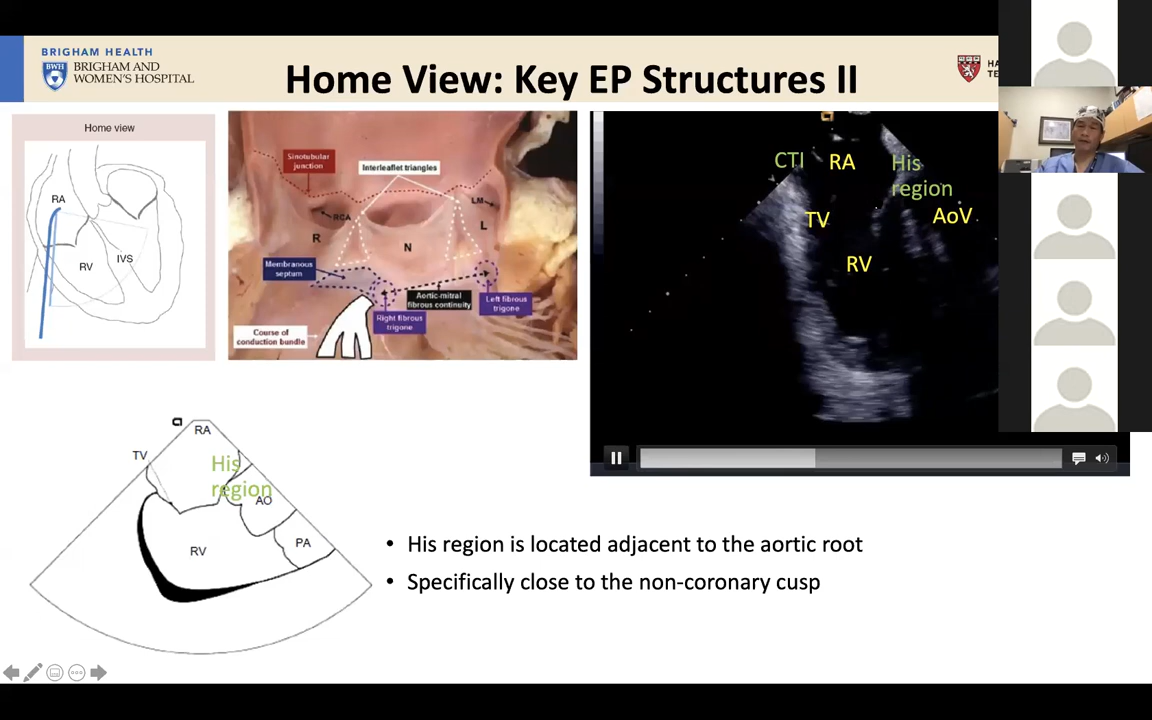 BRIGHAM HEALTH
BWH
BRIGHAM AND
WOMEN'S HOSPITAL
Home View: Key EP Structures II
Home view
RA
RV
IVS
Sinotubular
junction
Interleaflet triangles
RCA
LM
R
N
L
Membranous
septum
Aortic-mitral
fibrous continuity
Left fibrous
trigone
Right fibrous
trigone
Course of
conduction bundle
CTI
RA
His
region
TV
AoV
RV
RA
TV
His
region
AO
RV
PA
• His region is located adjacent to the aortic root
• Specifically close to the non-coronary cusp